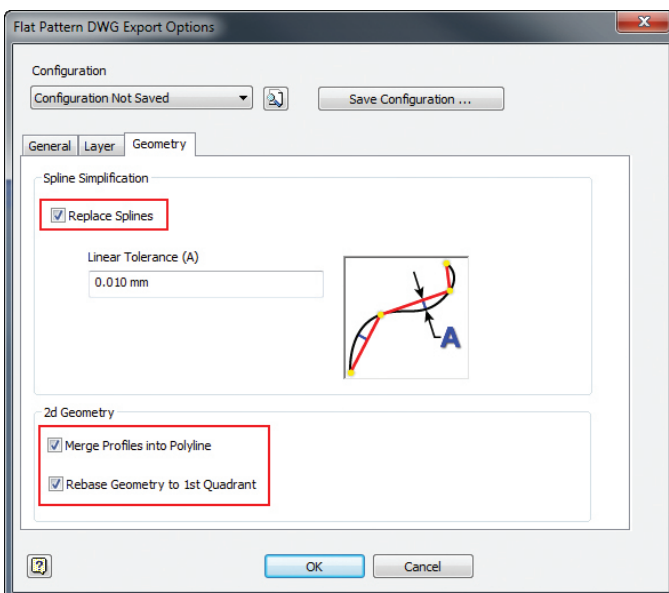 Flat Pattern DWG Export Options
x
Configuration
Configuration Not Saved
Save Configuration ...
General Layer Geometry
Spline Simplification
Replace Splines
Linear Tolerance (A)
0.010 mm
A
2d Geometry
Merge Profiles into Polyline
Rebase Geometry to 1st Quadrant
?
OK Cancel